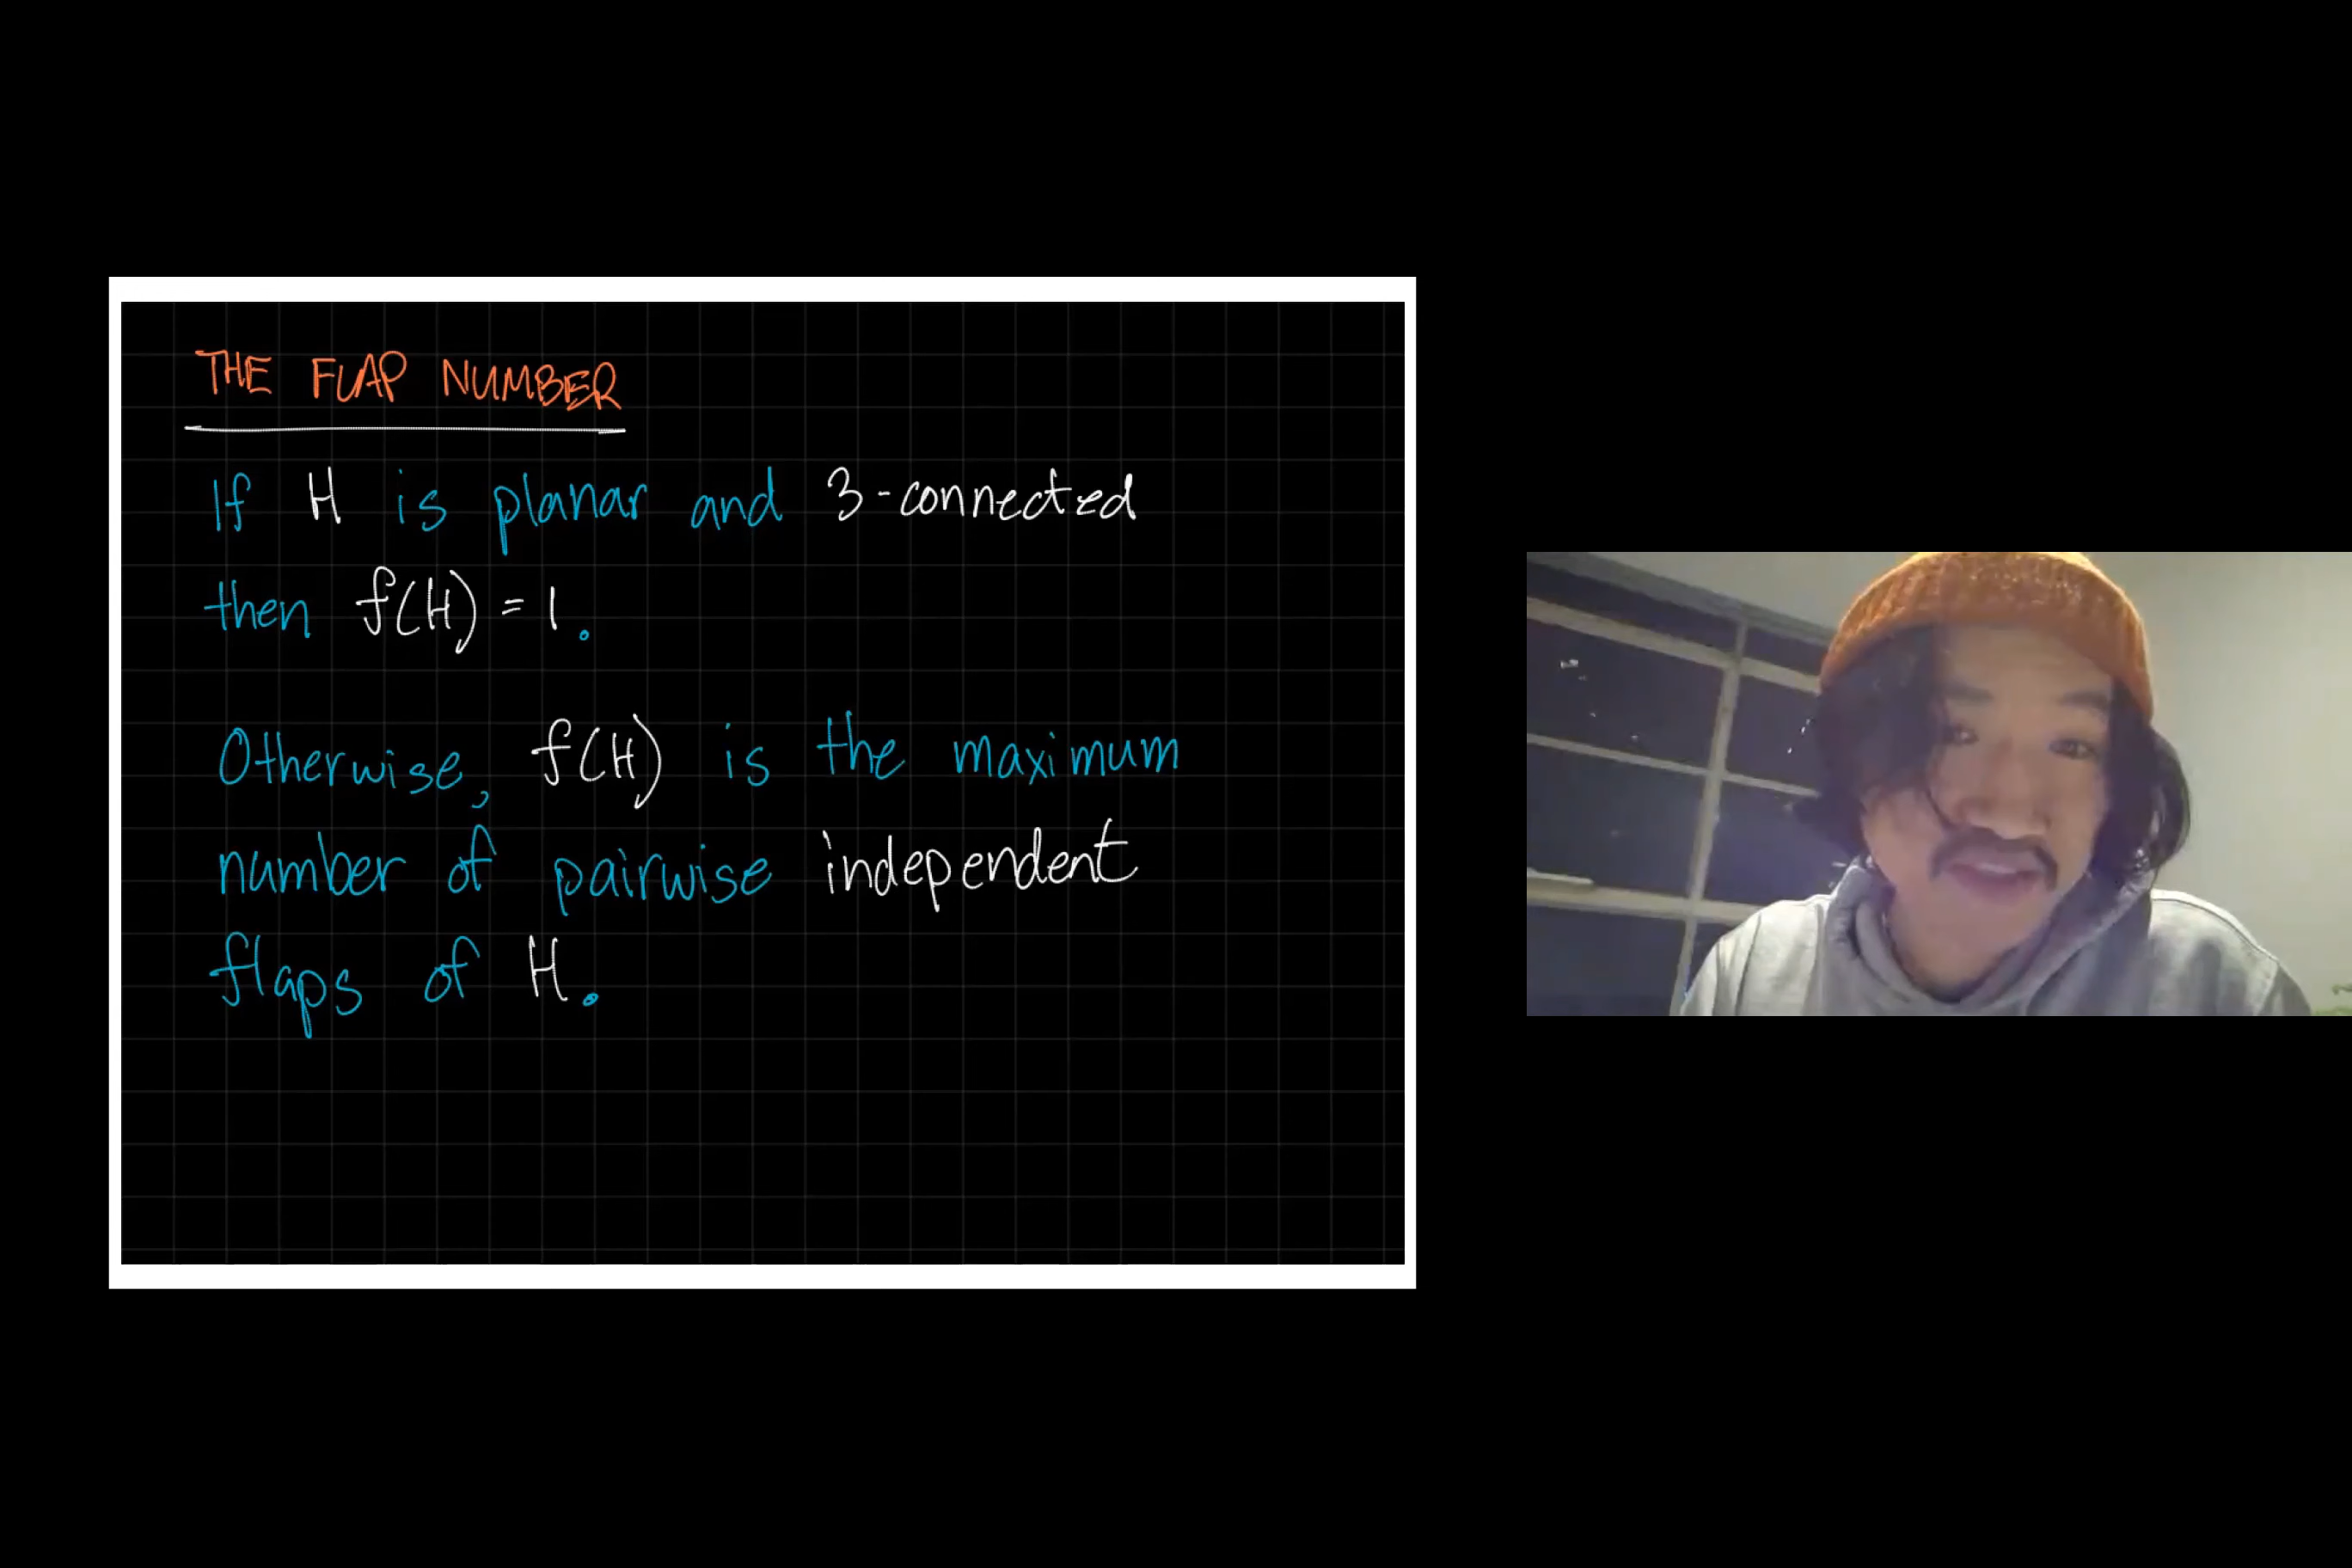 THE FLAP NUMBER
If H is planar and 3-connected
then f(H) = 1.
Otherwise, f(H) is the maximum
number of pairwise independent
flaps of H.